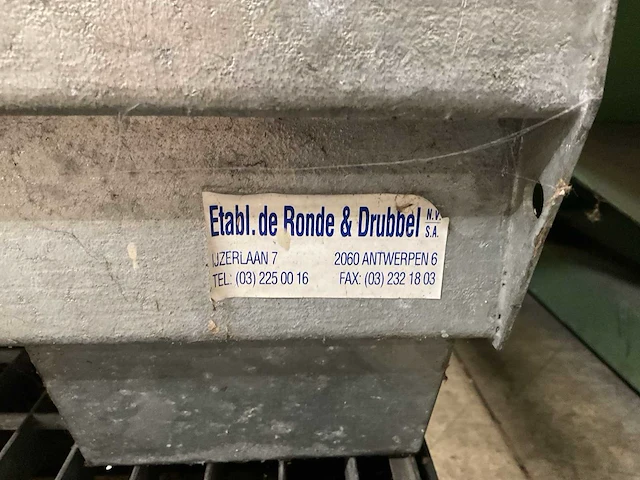 Etabl. de Ronde & Drubbel N.V. S.A.
IJZERLAAN 7 2060 ANTWERPEN 6
TEL: (03) 225 00 16 FAX: (03) 232 18 03